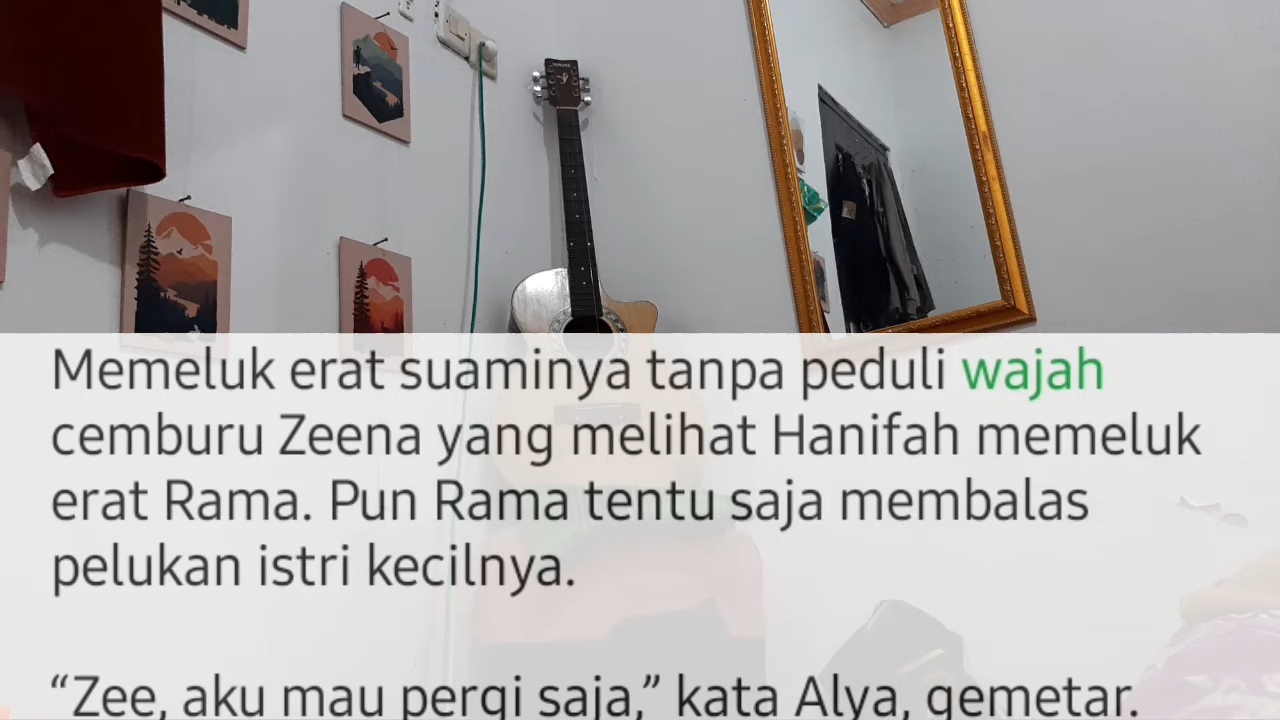 Memeluk erat suaminya tanpa peduli wajah
cemburu Zeena yang melihat Hanifah memeluk
erat Rama. Pun Rama tentu saja membalas
pelukan istri kecilnya.
“Zee, aku mau pergi saja,” kata Alya, gemetar.